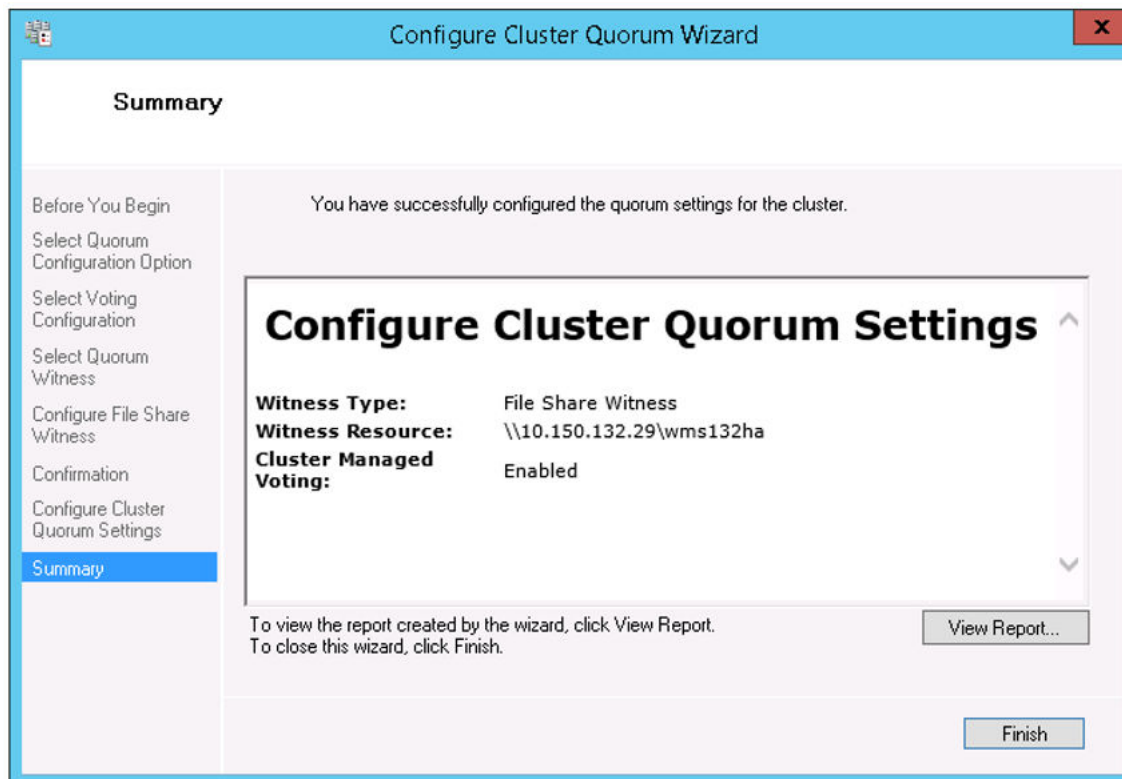 Configure Cluster Quorum Wizard
X
Summary
Before You Begin
Select Quorum
Configuration Option
Select Voting
Configuration
Select Quorum
Witness
Configure File Share
Witness
Confirmation
Configure Cluster
Quorum Settings
Summary
You have successfully configured the quorum settings for the cluster.
Configure Cluster Quorum Settings
Witness Type: File Share Witness
Witness Resource: \\10.150.132.29\wms132ha
Cluster Managed
Voting: Enabled
To view the report created by the wizard, click View Report.
To close this wizard, click Finish.
View Report...
Finish